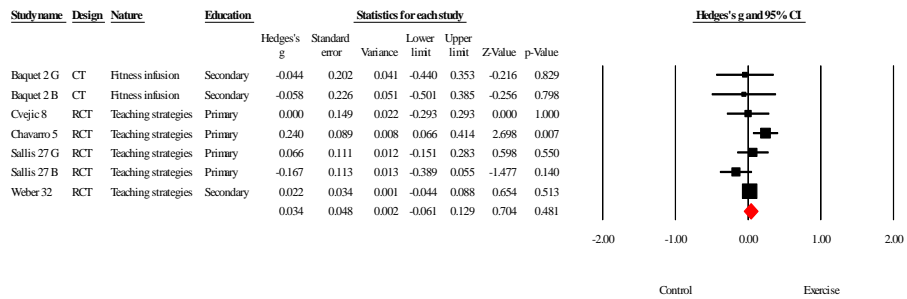 Study name Design Nature Education Statistics for each study Hedges's g and 95% CI
Hedges's Standard Lower Upper
g error Variance limit limit Z-Value p-Value
Baquet 2 G CT Fitness infusion Secondary -0.044 0.202 0.041 -0.440 0.353 -0.216 0.829
Baquet 2 B CT Fitness infusion Secondary -0.058 0.226 0.051 -0.501 0.385 -0.256 0.798
Cvejic 8 RCT Teaching strategies Primary 0.000 0.149 0.022 -0.293 0.293 0.000 1.000
Chavarro 5 RCT Teaching strategies Primary 0.240 0.089 0.008 0.066 0.414 2.698 0.007
Sallis 27 G RCT Teaching strategies Primary 0.066 0.111 0.012 -0.151 0.283 0.598 0.550
Sallis 27 B RCT Teaching strategies Primary -0.167 0.113 0.013 -0.389 0.055 -1.477 0.140
Weber 32 RCT Teaching strategies Secondary 0.022 0.034 0.001 -0.044 0.088 0.654 0.513
0.034 0.048 0.002 -0.061 0.129 0.704 0.481
-2.00 -1.00 0.00 1.00 2.00
Control Exercise